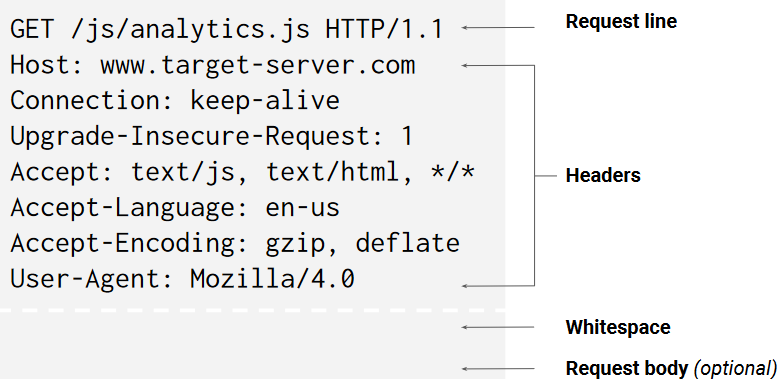 GET /js/analytics.js HTTP/1.1
Request line
Host: www.target-server.com
Connection: keep-alive
Upgrade-Insecure-Request: 1
Accept: text/js, text/html, */*
Headers
Accept-Language: en-us
Accept-Encoding: gzip, deflate
User-Agent: Mozilla/4.0
Whitespace
Request body (optional)